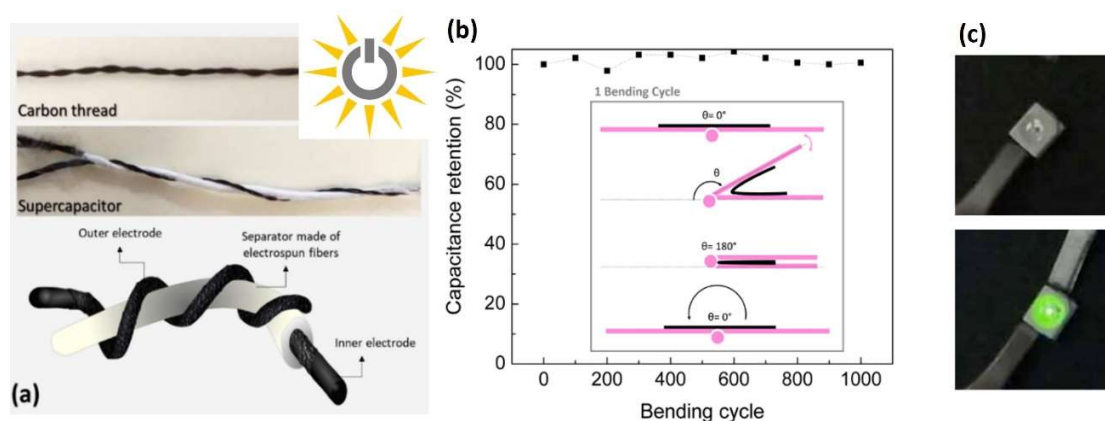 Carbon thread
Supercapacitor
Outer electrode
Separator made of
electrospun fibers
Inner electrode
(a)
(b)
Capacitance retention (%)
100
80
60
40
20
0
1 Bending Cycle
θ= 0°
θ
θ= 180°
θ=0°
0
200
400
600
800
1000
Bending cycle
(c)